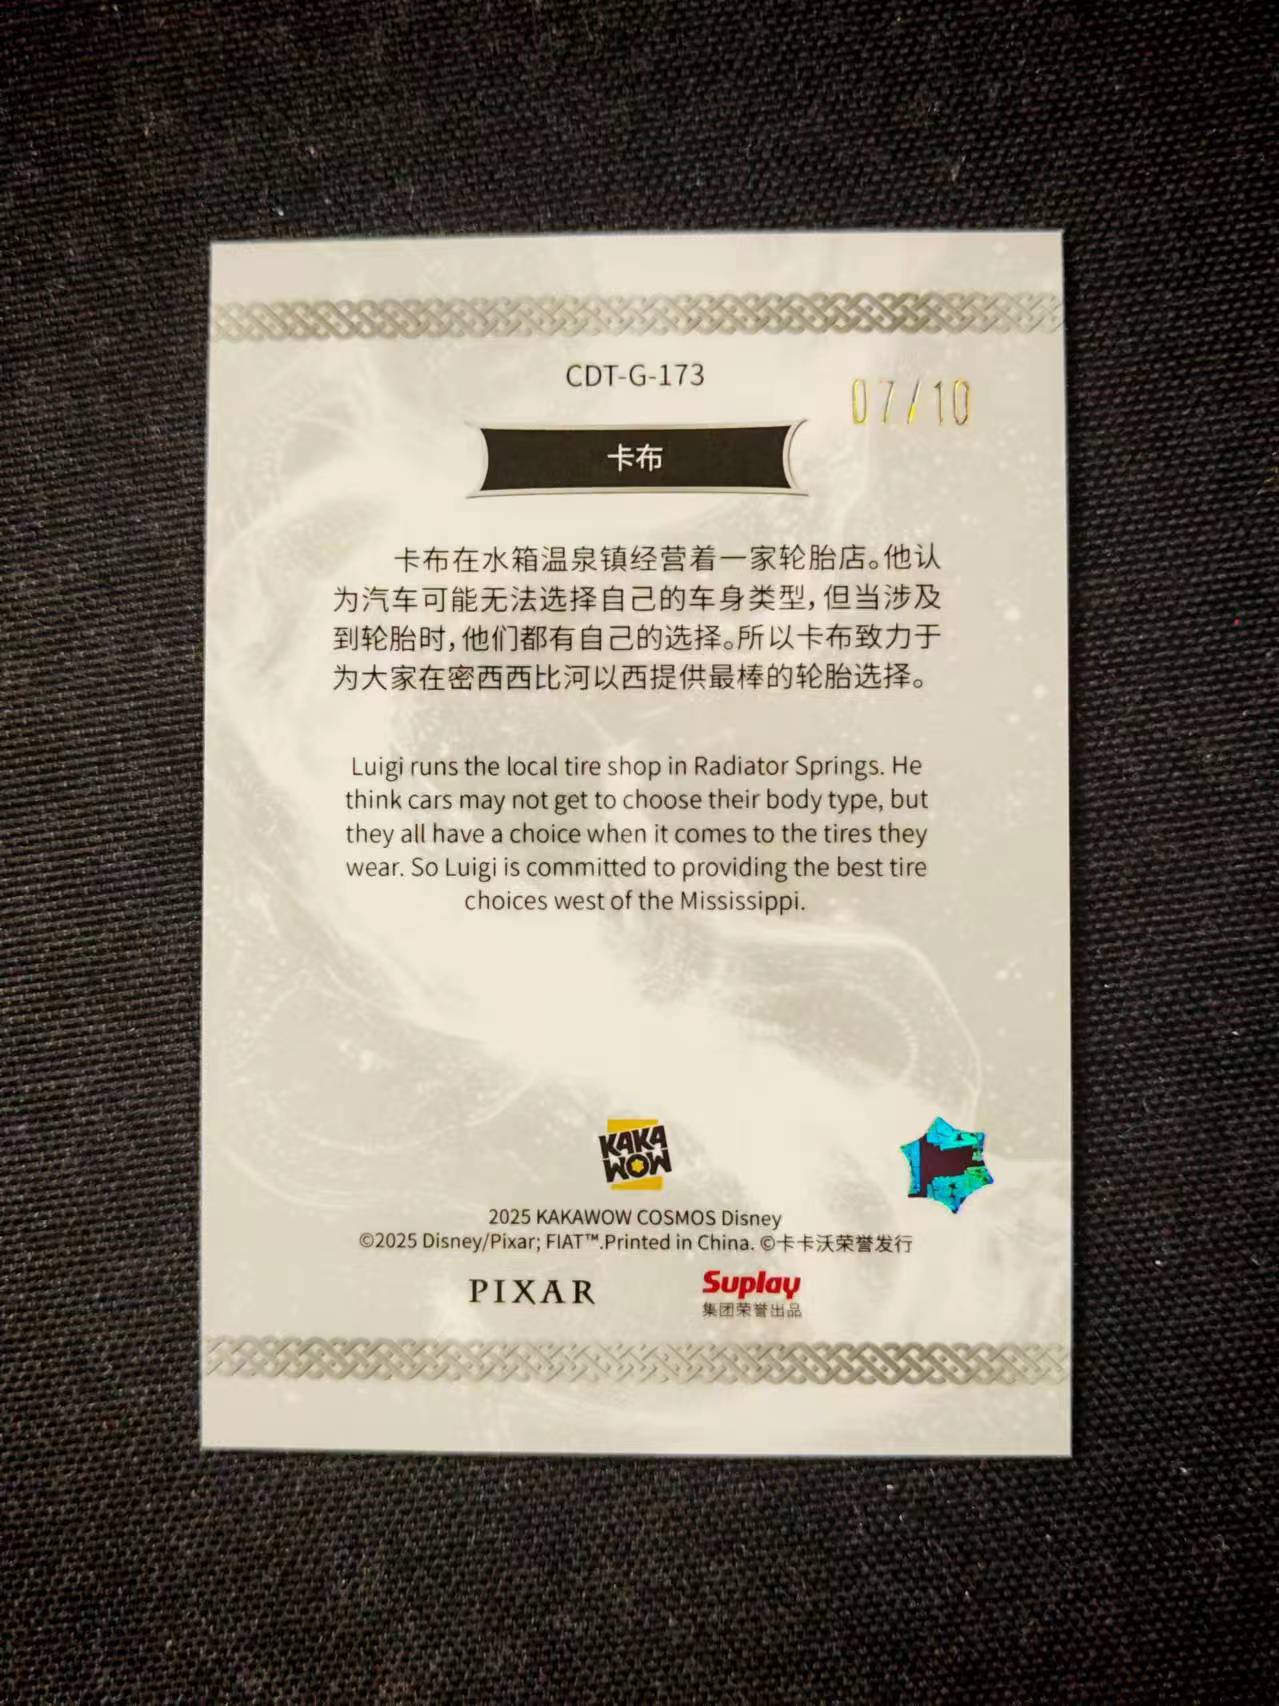 CDT-G-173
07/10
卡布
卡布在水箱温泉镇经营着一家轮胎店。他认
为汽车可能无法选择自己的车身类型，但当涉及
到轮胎时，他们都有自己的选择。所以卡布致力于
为大家在密西西比河以西提供最棒的轮胎选择。
Luigi runs the local tire shop in Radiator Springs. He
think cars may not get to choose their body type, but
they all have a choice when it comes to the tires they
wear. So Luigi is committed to providing the best tire
choices west of the Mississippi.
KAKA
WOW
2025 KAKAWOW COSMOS Disney
©2025 Disney/Pixar; FIAT™.Printed in China. ©卡卡沃荣誉发行
PIXAR
Suplay
集团荣誉出品